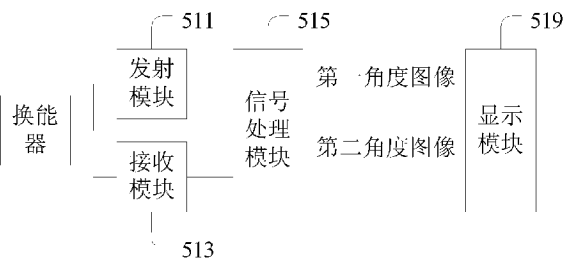 511
515
519
换能
器
发射
模块
接收
模块
信号
处理
模块
第一角度图像
第二角度图像
显示
模块
513